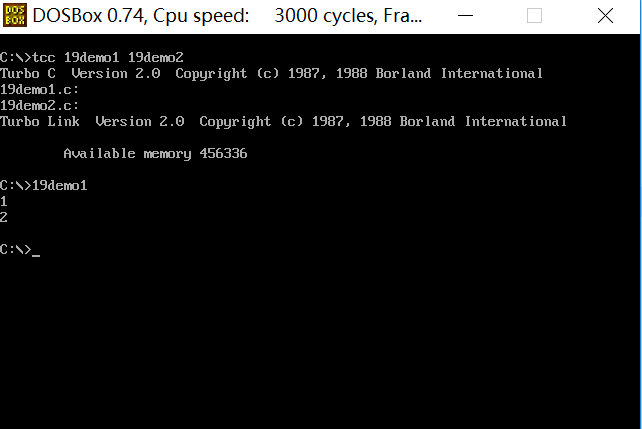 DOS BOX DOSBox 0.74, Cpu speed: 3000 cycles, Fra...
C:\>tcc 19demo1 19demo2
Turbo C Version 2.0 Copyright (c) 1987, 1988 Borland International
19demo1.c:
19demo2.c:
Turbo Link Version 2.0 Copyright (c) 1987, 1988 Borland International
Available memory 456336
C:\>19demo1
1
2
C:\>_